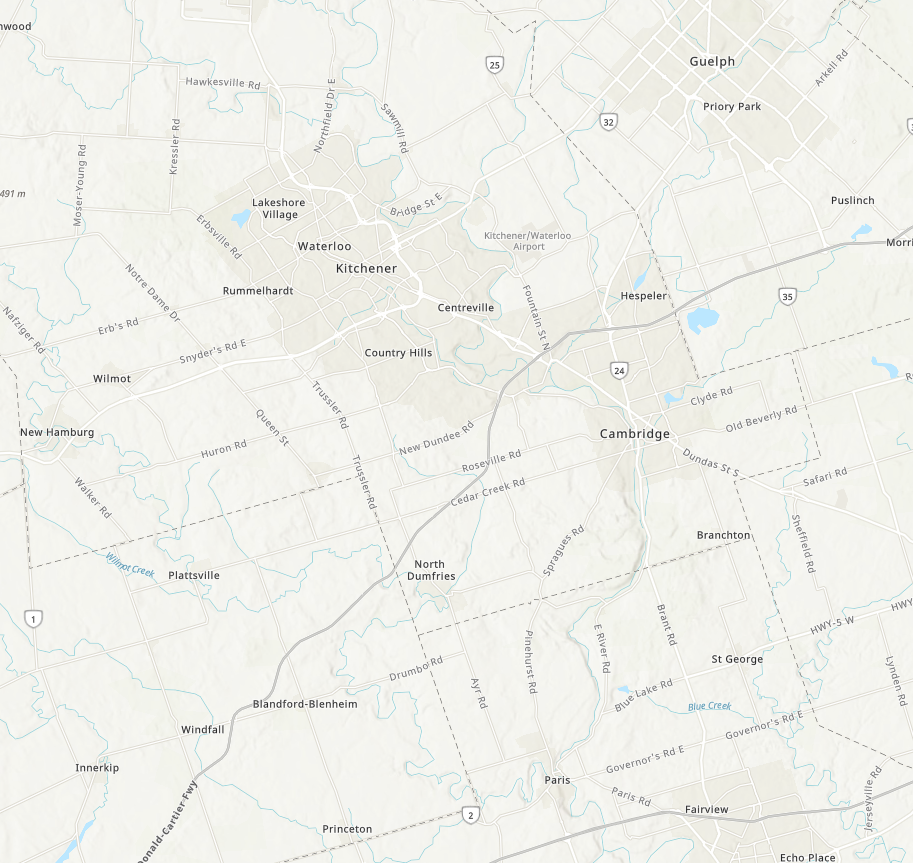 nwood
25
Guelph
Arkell Rd
Hawkesville Rd
Northfield Dr E
Sawmill Rd
Priory Park
32
Kressler Rd
Moser-Young Rd
491 m
Lakeshore
Village
Bridge St E
Puslinch
Erbsville Rd
Waterloo
Kitchener/Waterloo
Airport
Morri
Kitchener
Notre Dame Dr
Rummelhardt
Fountain St N
Hespeler
35
Centreville
Nafziger Rd
Erb's Rd
Snyder's Rd E
Country Hills
24
Wilmot
Trussler Rd
Clyde Rd
Old Beverly Rd
R
Queen St
New Hamburg
Huron Rd
New Dundee Rd
Cambridge
Roseville Rd
Dundas St S
Trussler Rd
Walker Rd
Cedar Creek Rd
Safari Rd
Sheffield Rd
Branchton
Spragues Rd
Wilmot Creek
Plattsville
North
Dumfries
1
HWY-5 W
HWY
Brant Rd
E River Rd
Pinehurst Rd
St George
Drumbo Rd
Lynden Rd
Ayr Rd
Blue Lake Rd
Blue Creek
Blandford-Blenheim
Windfall
Governor's Rd E
Governor's Rd E
Innerkip
Paris
Paris Rd
Jerseyville Rd
Fairview
2
onald-Cartier Fwy
Princeton
Echo Place